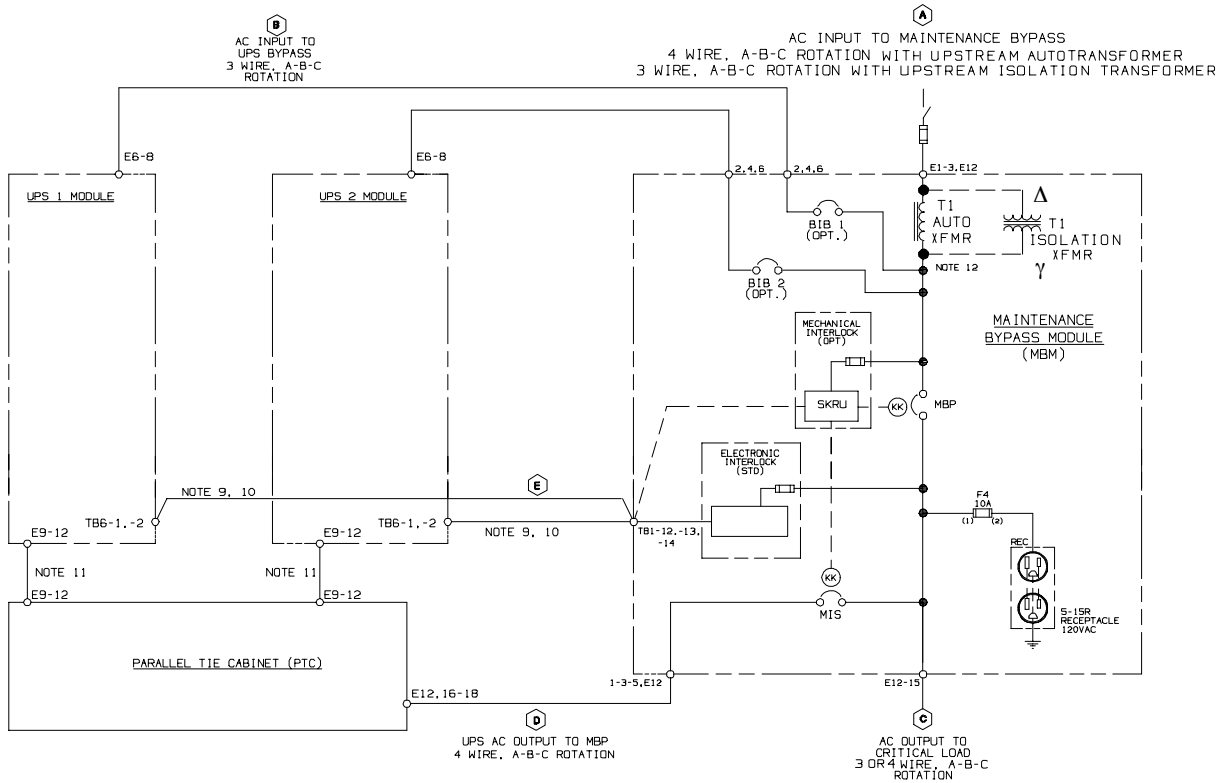 B
AC INPUT TO
UPS BYPASS
3 WIRE, A-B-C
ROTATION
A
AC INPUT TO MAINTENANCE BYPASS
4 WIRE, A-B-C ROTATION WITH UPSTREAM AUTOTRANSFORMER
3 WIRE, A-B-C ROTATION WITH UPSTREAM ISOLATION TRANSFORMER
E6-8
E6-8
2,4,6
2,4,6
E1-3,E12
UPS 1 MODULE
UPS 2 MODULE
BIB 1
(OPT.)
BIB 2
(OPT.)
T1
AUTO
XFMR
Δ
T1
ISOLATION
XFMR
γ
NOTE 12
MAINTENANCE
BYPASS MODULE
(MBM)
MECHANICAL
INTERLOCK
(OPT)
SKRU
KK
MBP
ELECTRONIC
INTERLOCK
(STD)
NOTE 9, 10
E
TB6-1,-2
TB6-1,-2
NOTE 9, 10
TB1-12,-13,
-14
F4
10A
(1)
(2)
REC
5-15R
RECEPTACLE
120VAC
E9-12
E9-12
NOTE 11
NOTE 11
E9-12
E9-12
KK
MIS
PARALLEL TIE CABINET (PTC)
E12,16-18
1-3-5,E12
E12-15
D
UPS AC OUTPUT TO MBP
4 WIRE, A-B-C ROTATION
C
AC OUTPUT TO
CRITICAL LOAD
3 OR 4 WIRE, A-B-C
ROTATION